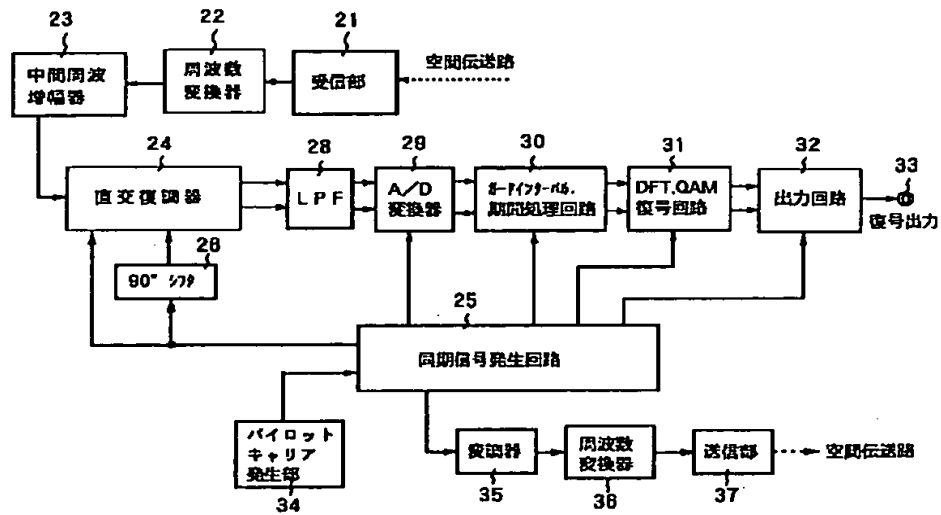 23
22
21
中間周波
増幅器
周波数
変換器
受信部
空間伝送路
24
28
29
30
31
32
33
直交復調器
LPF
A/D
変換器
ガードインターバル.
期間処理回路
DFT,QAM
復号回路
出力回路
復号出力
26
90° シフタ
25
同期信号発生回路
パイロット
キャリア
発生部
34
変調器
35
周波数
変換器
36
送信部
37
空間伝送路